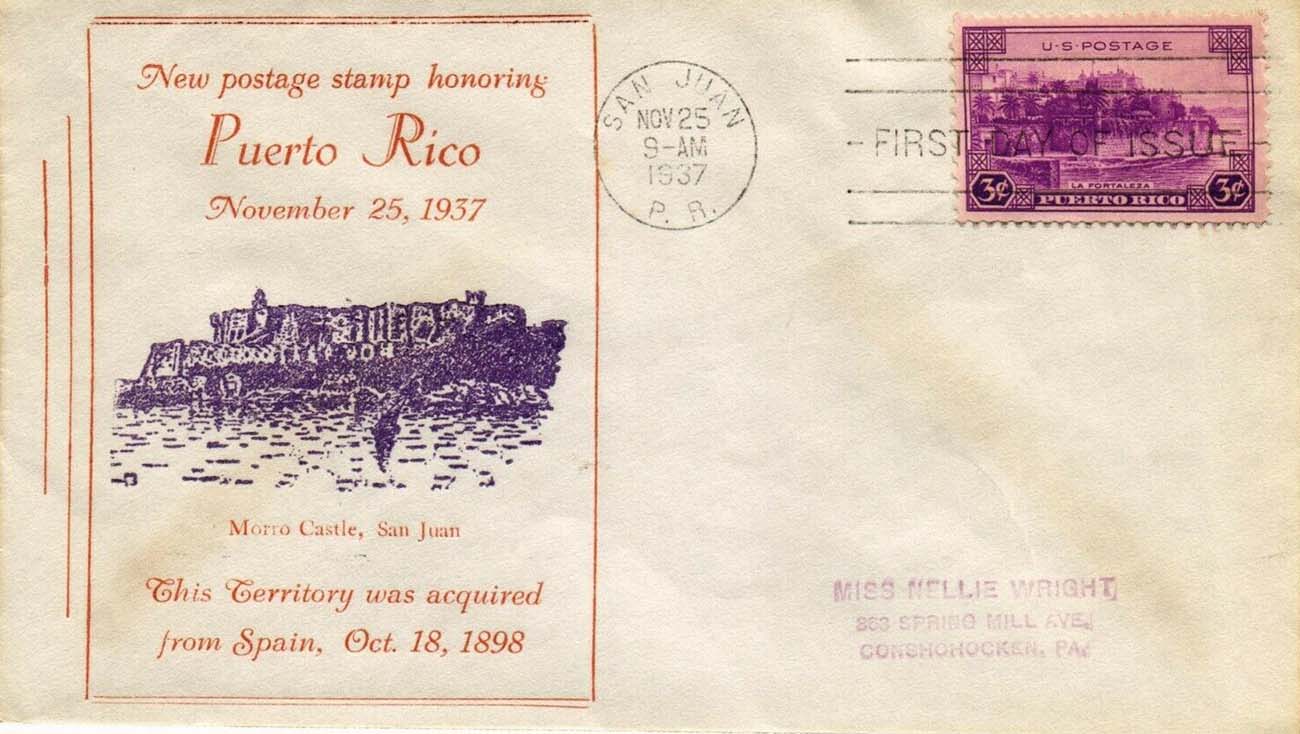 New postage stamp honoring
Puerto Rico
November 25, 1937
Morro Castle, San Juan
This Territory was acquired
from Spain, Oct. 18, 1898
SAN JUAN
NOV 25
9-AM
1937
P. R.
FIRST DAY OF ISSUE
U·S·POSTAGE
LA FORTALEZA
3¢ PUERTO RICO 3¢
MISS NELLIE WRIGHT
SPRING MILL AVE.
CONSHOHOCKEN, PA.